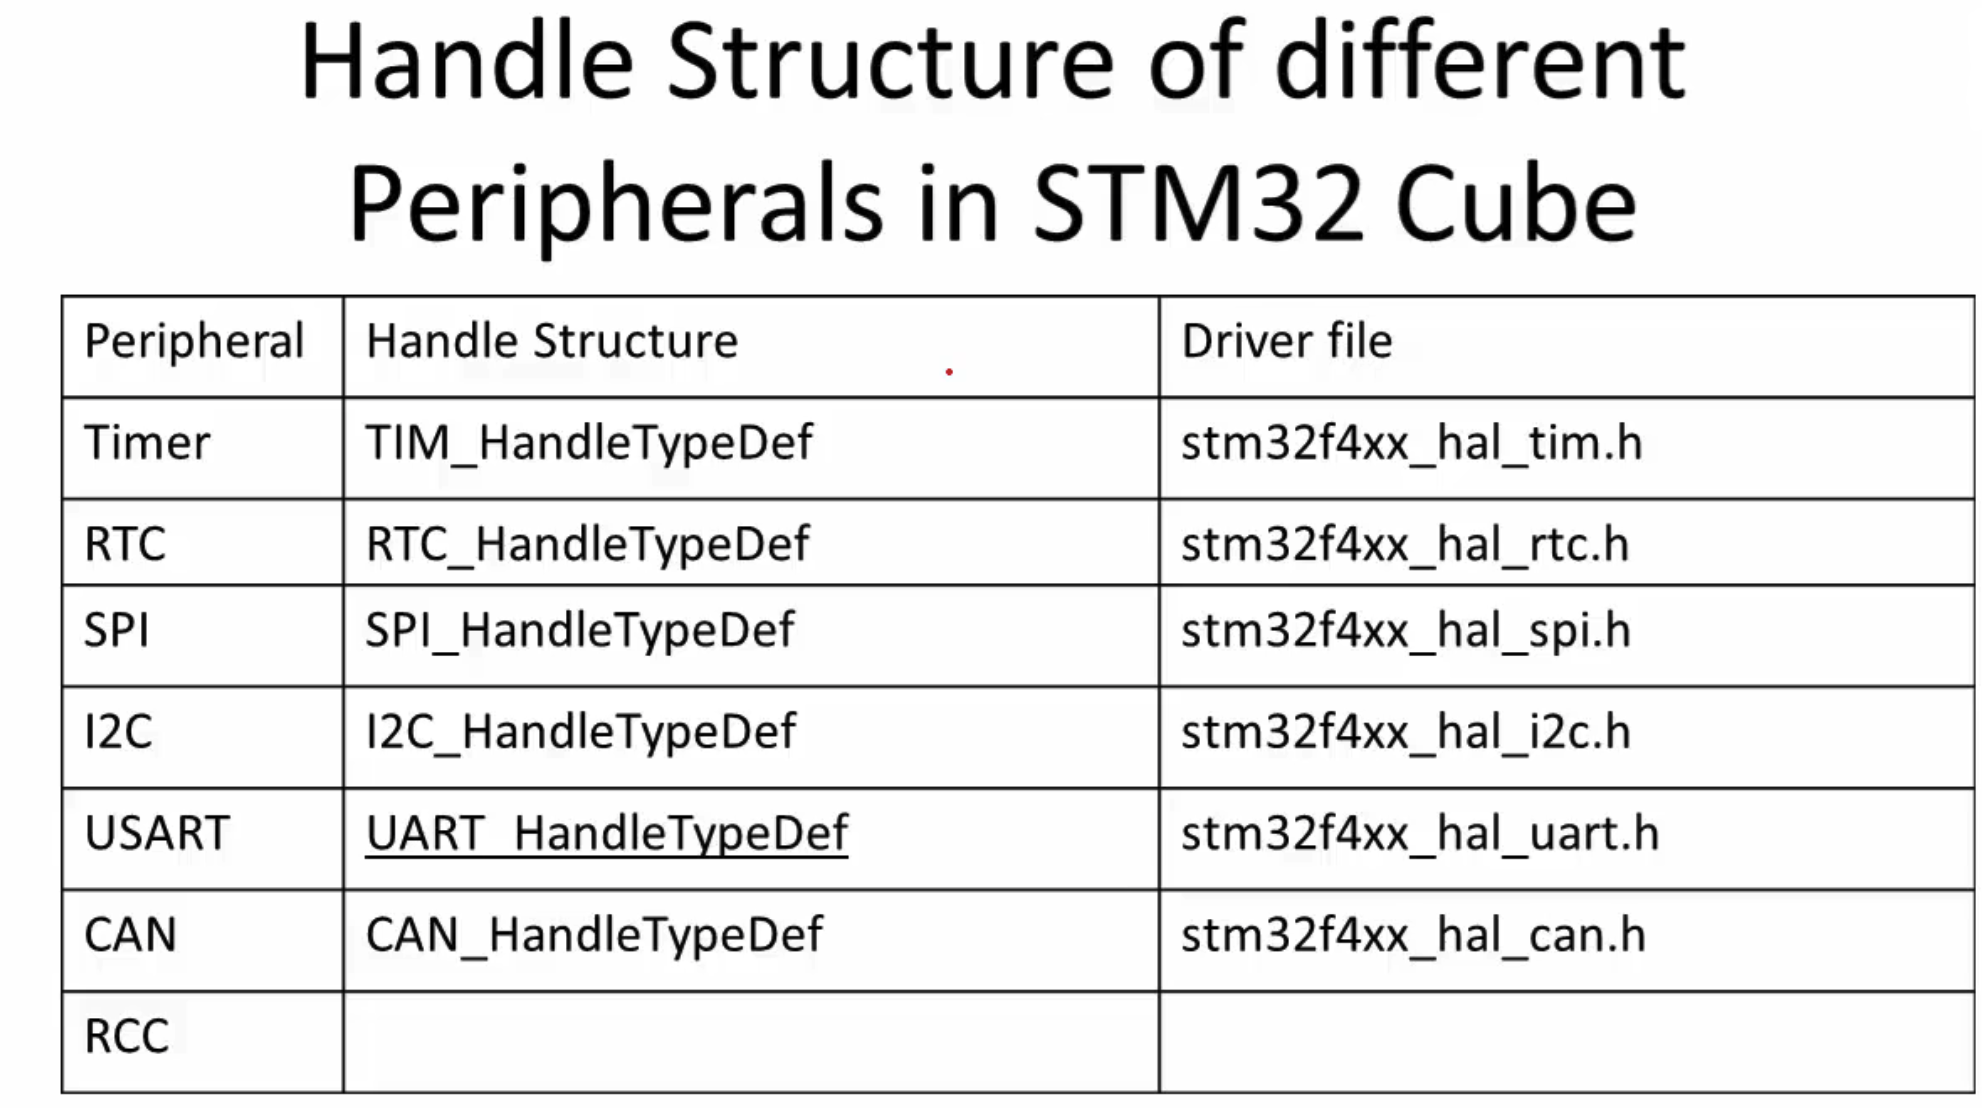 Handle Structure of different
Peripherals in STM32 Cube
Peripheral Handle Structure Driver file
Timer TIM_HandleTypeDef stm32f4xx_hal_tim.h
RTC RTC_HandleTypeDef stm32f4xx_hal_rtc.h
SPI SPI_HandleTypeDef stm32f4xx_hal_spi.h
I2C I2C_HandleTypeDef stm32f4xx_hal_i2c.h
USART UART_HandleTypeDef stm32f4xx_hal_uart.h
CAN CAN_HandleTypeDef stm32f4xx_hal_can.h
RCC